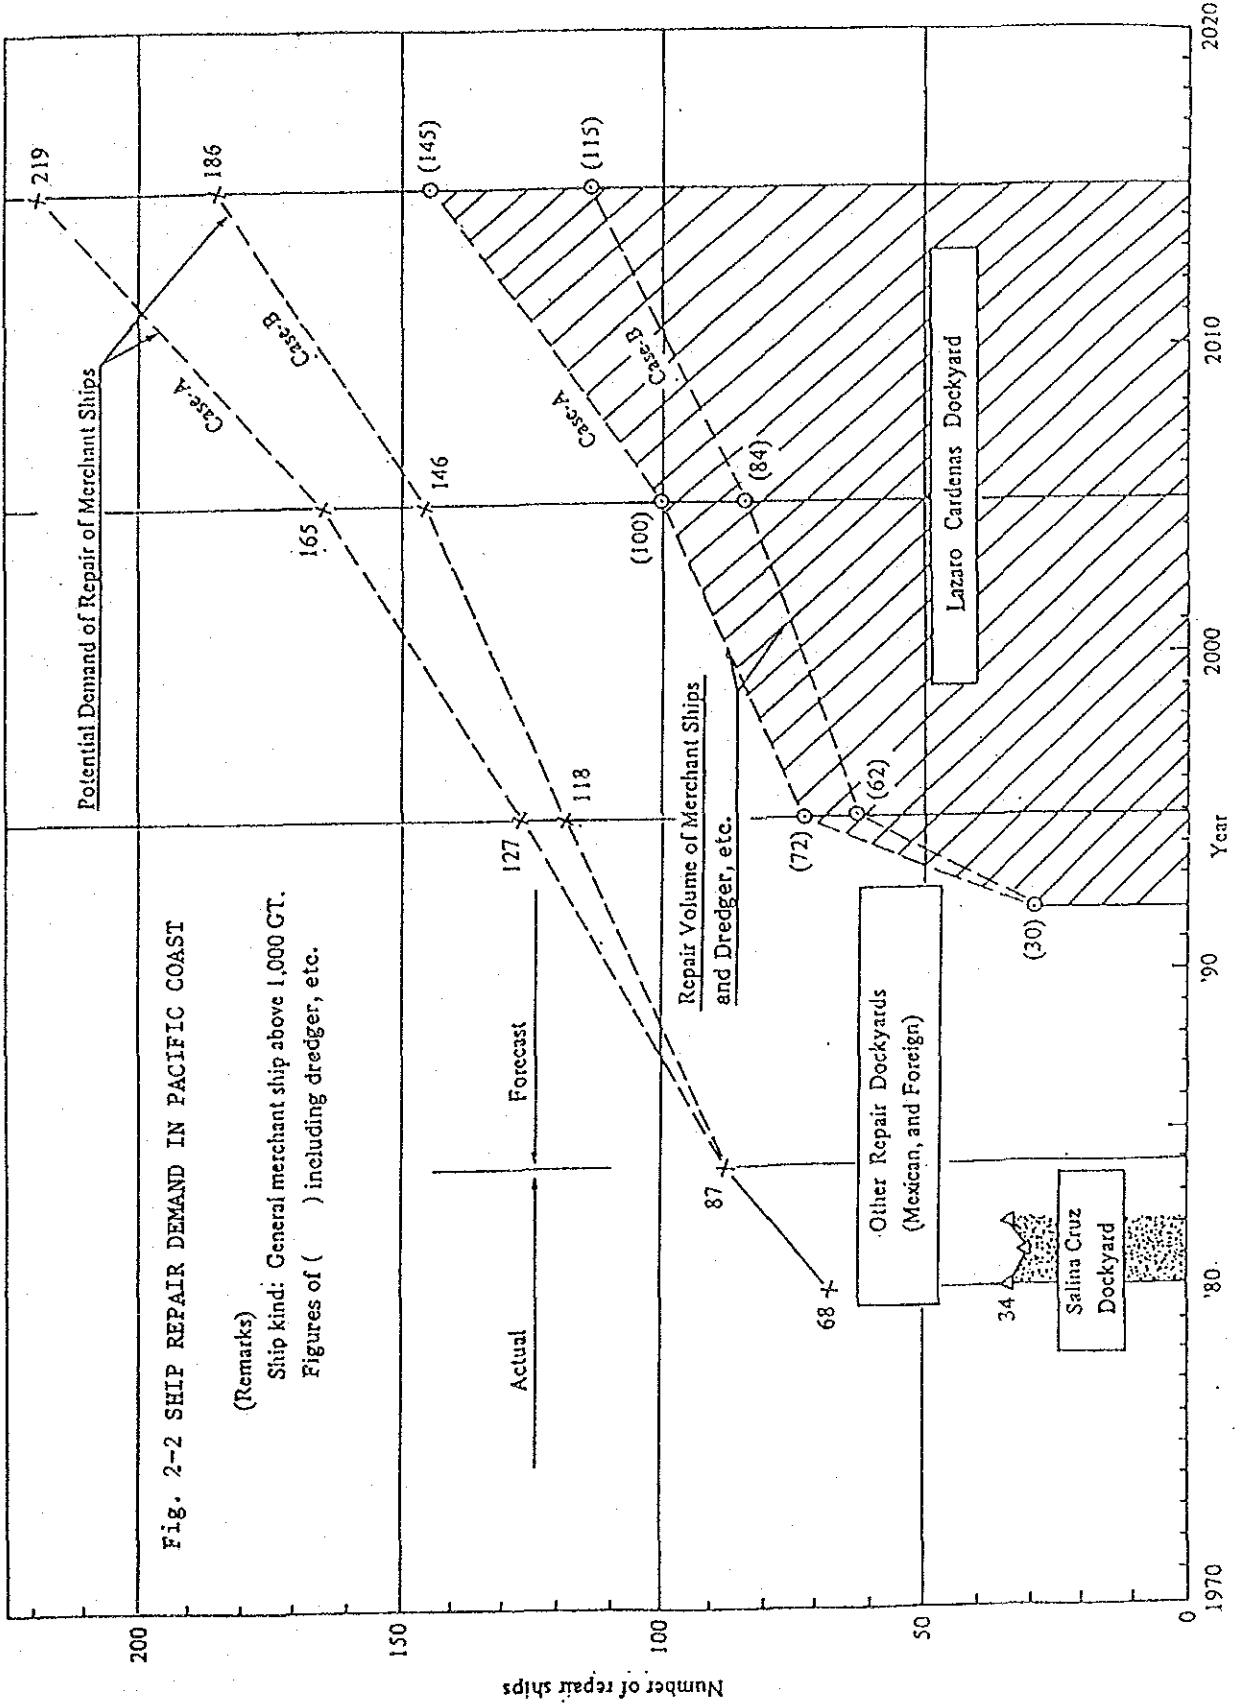 Fig. 2-2 SHIP REPAIR DEMAND IN PACIFIC COAST
(Remarks)
Ship kind: General merchant ship above 1,000 GT.
Figures of ( ) including dredger, etc.
Actual
Forecast
Potential Demand of Repair of Merchant Ships
219
186
Case-A
Case-B
165
146
127
118
87
68
(145)
(115)
Case-A
Case-B
(100)
(84)
(72)
(62)
(30)
Repair Volume of Merchant Ships
and Dredger, etc.
Other Repair Dockyards
(Mexican, and Foreign)
Lazaro Cardenas Dockyard
34
Salina Cruz
Dockyard
Number of repair ships
200
150
100
50
0
1970
'80
'90
2000
2010
2020
Year